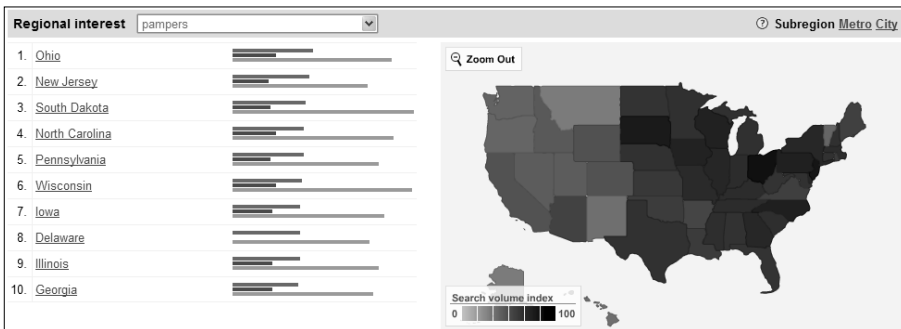 Regional interest pampers Subregion Metro City
1. Ohio
2. New Jersey
3. South Dakota
4. North Carolina
5. Pennsylvania
6. Wisconsin
7. Iowa
8. Delaware
9. Illinois
10. Georgia
Zoom Out
Search volume index
0 100